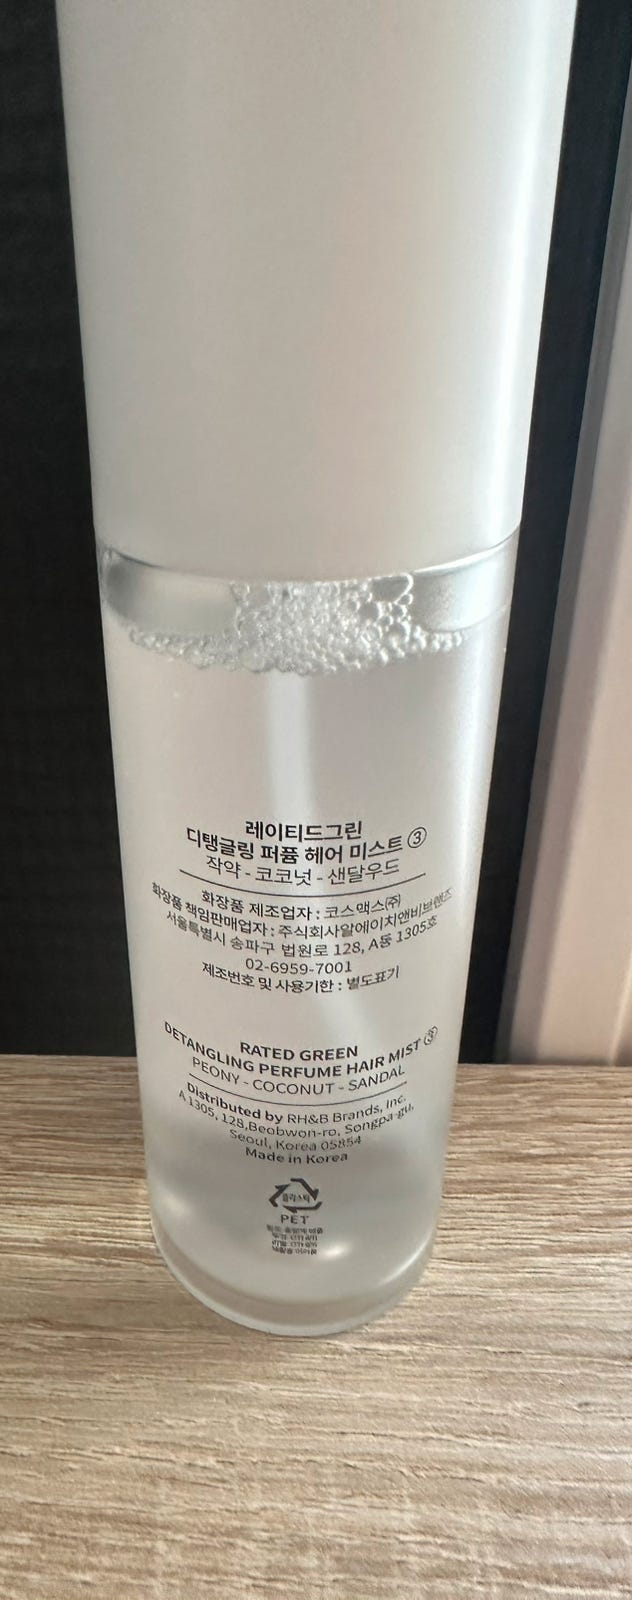 레이티드그린
디탱글링 퍼퓸 헤어 미스트 ③
작약 - 코코넛 - 샌달우드
화장품 제조업자 : 코스맥스㈜
화장품 책임판매업자 : 주식회사알에이치앤비브랜즈
서울특별시 송파구 법원로 128, A동 1305호
02-6959-7001
제조번호 및 사용기한 : 별도표기
RATED GREEN
DETANGLING PERFUME HAIR MIST ③
PEONY - COCONUT - SANDAL
Distributed by RH&B Brands, Inc.
A 1305, 128,Beobwon-ro, Songpa-gu,
Seoul, Korea 05854
Made in Korea
플라스틱
PET